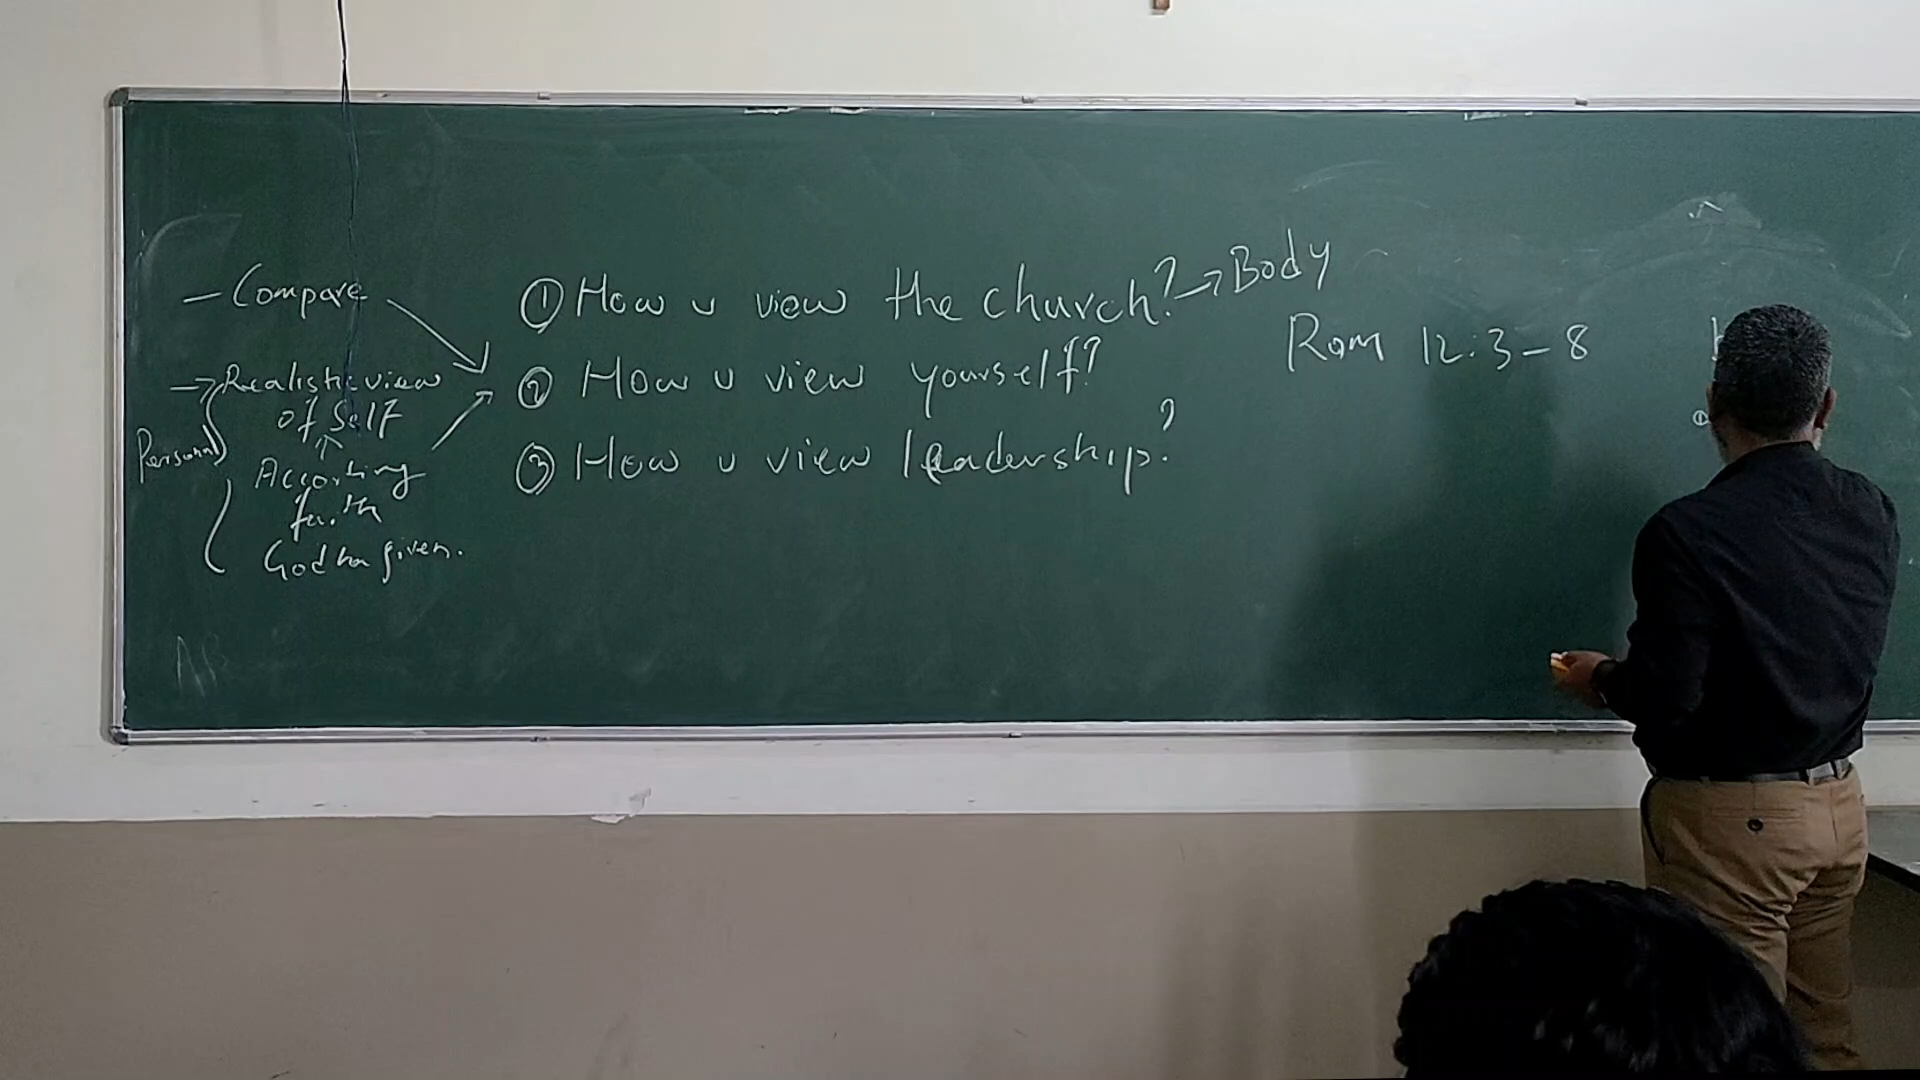 – Compare
→ Realistic view
of Self
Personal
According
faith
God has given.
AB
① How u view the church? → Body
② How u view yourself?
③ How u view leadership?
Rom 12:3–8